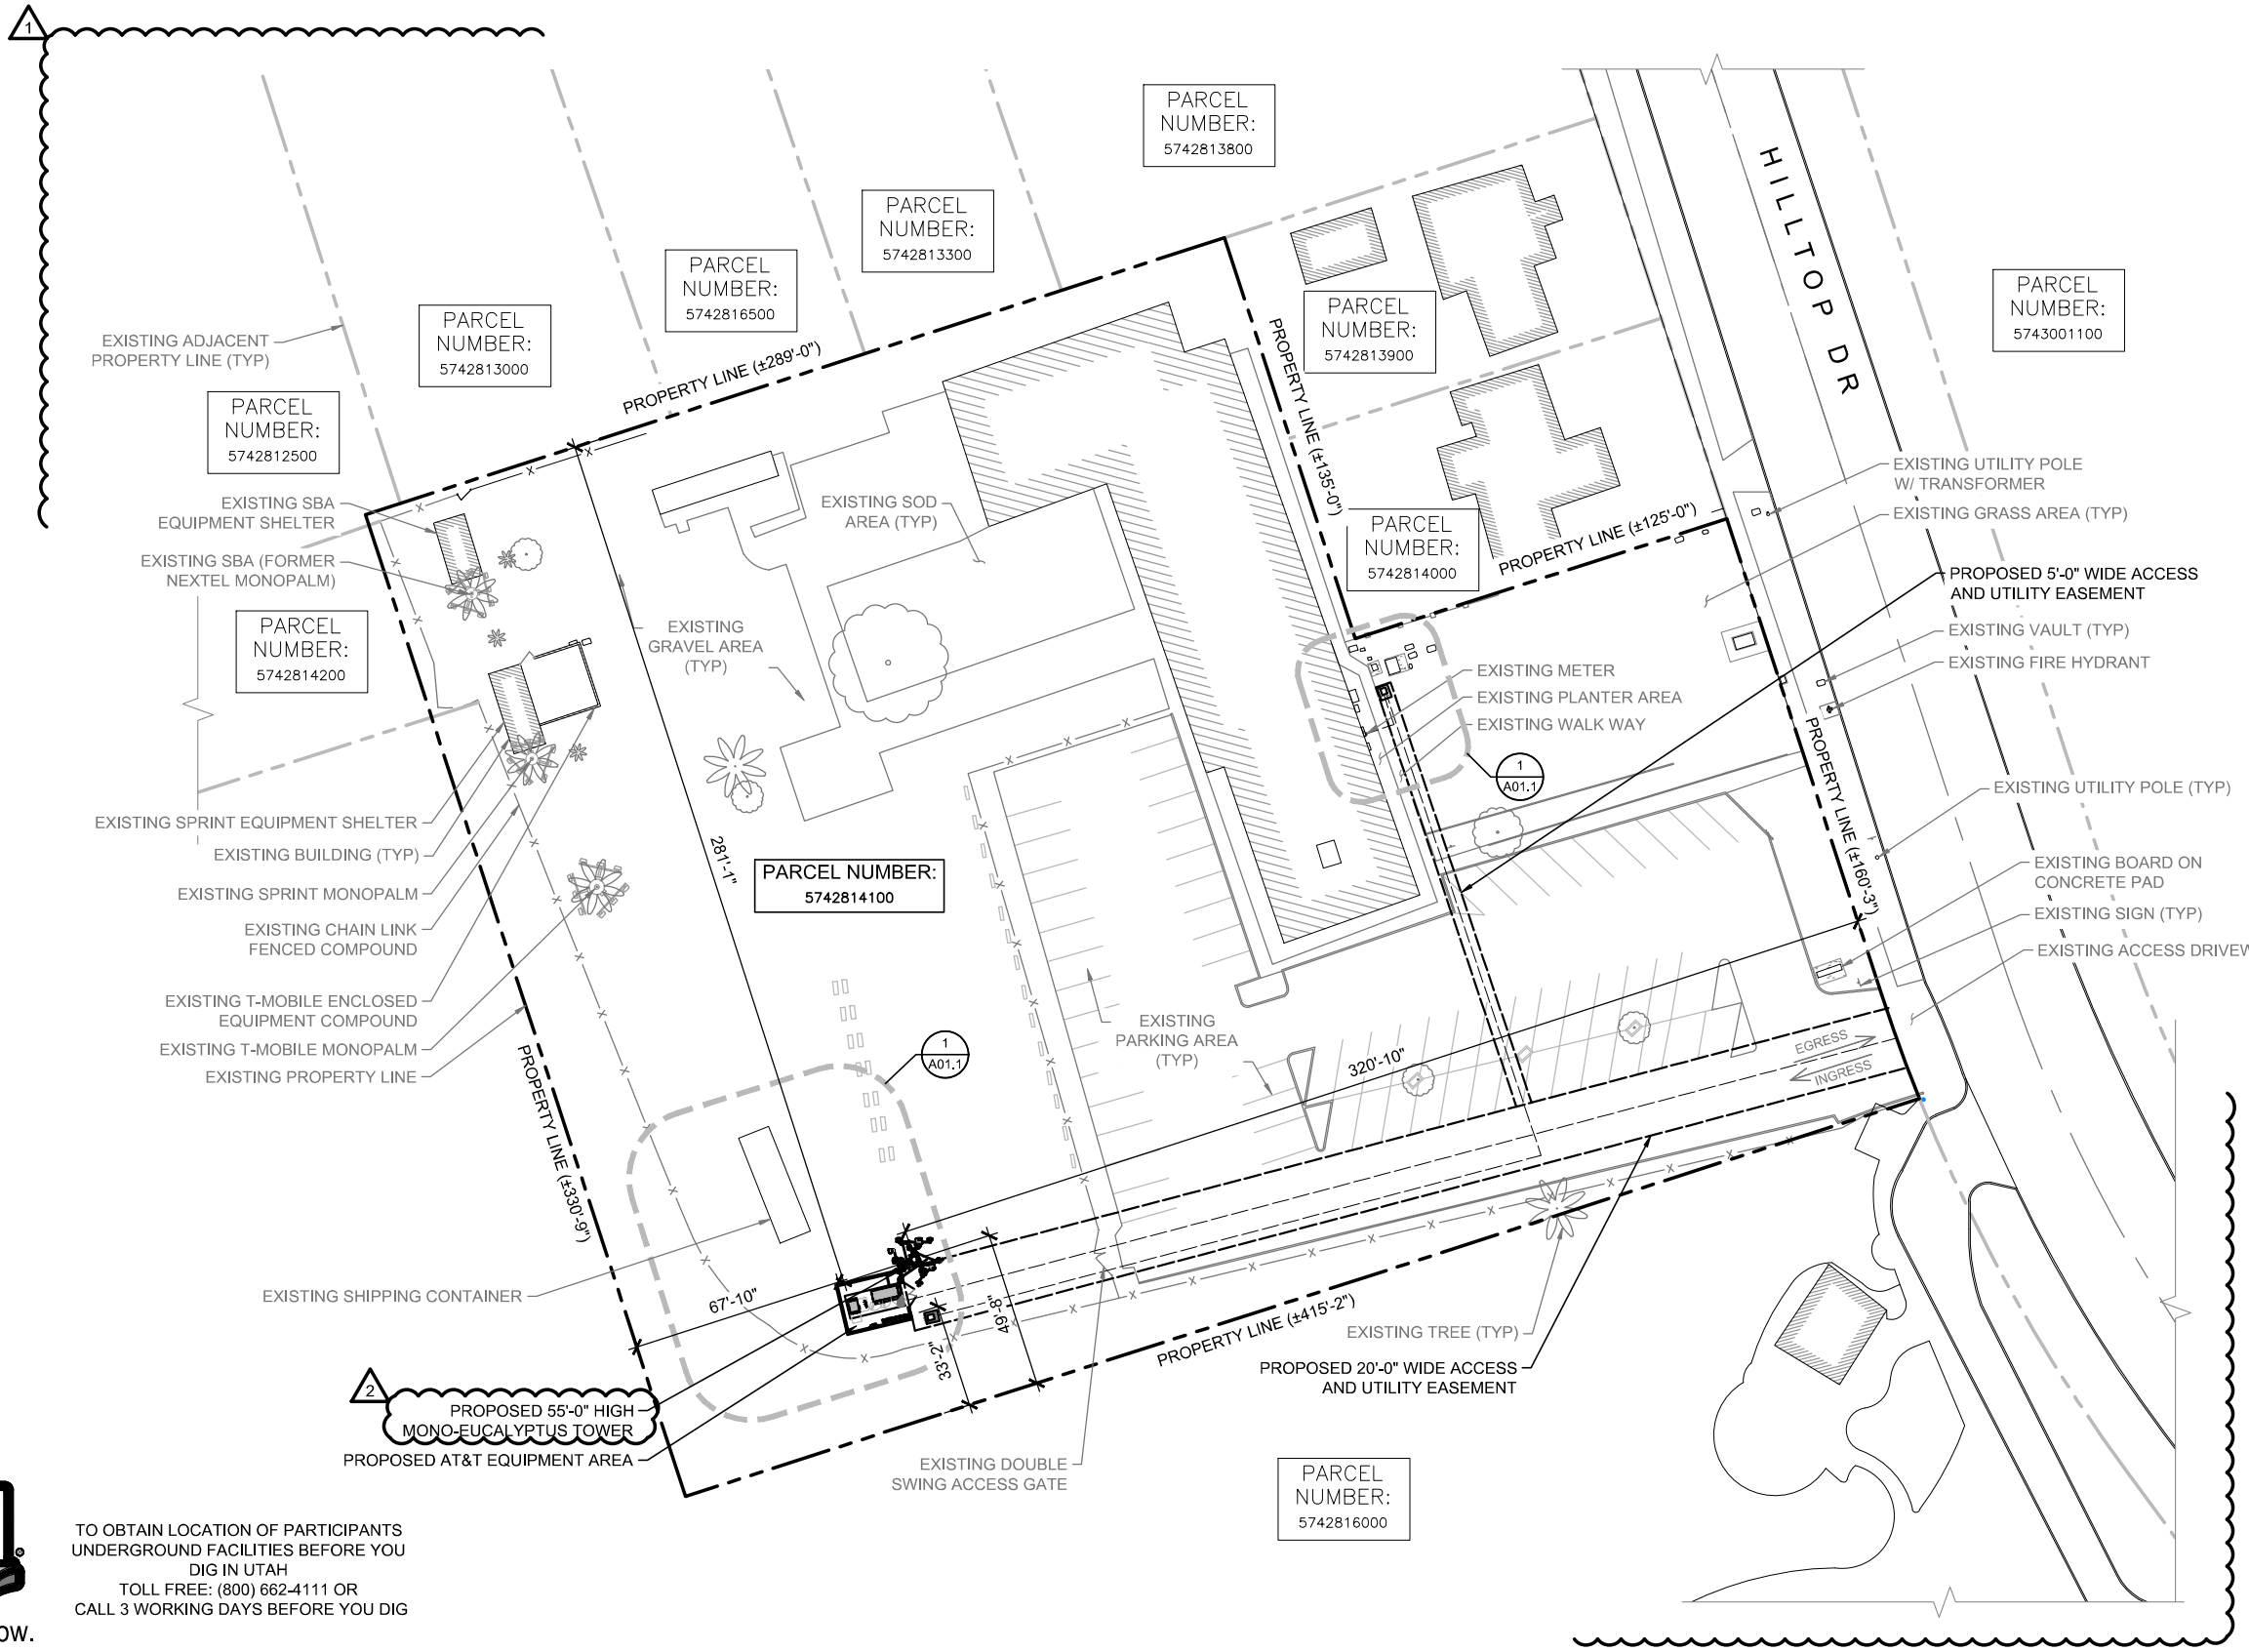 1
PARCEL
NUMBER:
5742813800
HILLTOP DR
PARCEL
NUMBER:
5742813300
PARCEL
NUMBER:
5742816500
PARCEL
NUMBER:
5743001100
PARCEL
NUMBER:
5742813900
PARCEL
NUMBER:
5742813000
EXISTING ADJACENT
PROPERTY LINE (TYP)
PROPERTY LINE (±289'-0")
PROPERTY LINE (±135'-0")
PARCEL
NUMBER:
5742812500
EXISTING SBA
EQUIPMENT SHELTER
EXISTING SOD
AREA (TYP)
EXISTING UTILITY POLE
W/ TRANSFORMER
EXISTING GRASS AREA (TYP)
PARCEL
NUMBER:
5742814000
PROPERTY LINE (±125'-0")
EXISTING SBA (FORMER
NEXTEL MONOPALM)
PROPOSED 5'-0" WIDE ACCESS
AND UTILITY EASEMENT
PARCEL
NUMBER:
5742814200
EXISTING
GRAVEL AREA
(TYP)
EXISTING VAULT (TYP)
EXISTING FIRE HYDRANT
EXISTING METER
EXISTING PLANTER AREA
EXISTING WALK WAY
1
A01.1
PROPERTY LINE (±160'-3")
EXISTING UTILITY POLE (TYP)
EXISTING SPRINT EQUIPMENT SHELTER
EXISTING BUILDING (TYP)
EXISTING SPRINT MONOPALM
EXISTING CHAIN LINK
FENCED COMPOUND
EXISTING T-MOBILE ENCLOSED
EQUIPMENT COMPOUND
EXISTING T-MOBILE MONOPALM
EXISTING PROPERTY LINE
281'-1"
PARCEL NUMBER:
5742814100
EXISTING BOARD ON
CONCRETE PAD
EXISTING SIGN (TYP)
EXISTING ACCESS DRIVEW
EXISTING
PARKING AREA
(TYP)
320'-10"
EGRESS
INGRESS
1
A01.1
PROPERTY LINE (±330'-9")
EXISTING SHIPPING CONTAINER
67'-10"
33'-2"
49'-8"
PROPERTY LINE (±415'-2")
EXISTING TREE (TYP)
PROPOSED 20'-0" WIDE ACCESS
AND UTILITY EASEMENT
2
PROPOSED 55'-0" HIGH
MONO-EUCALYPTUS TOWER
PROPOSED AT&T EQUIPMENT AREA
EXISTING DOUBLE
SWING ACCESS GATE
PARCEL
NUMBER:
5742816000
TO OBTAIN LOCATION OF PARTICIPANTS
UNDERGROUND FACILITIES BEFORE YOU
DIG IN UTAH
TOLL FREE: (800) 662-4111 OR
CALL 3 WORKING DAYS BEFORE YOU DIG
ow.